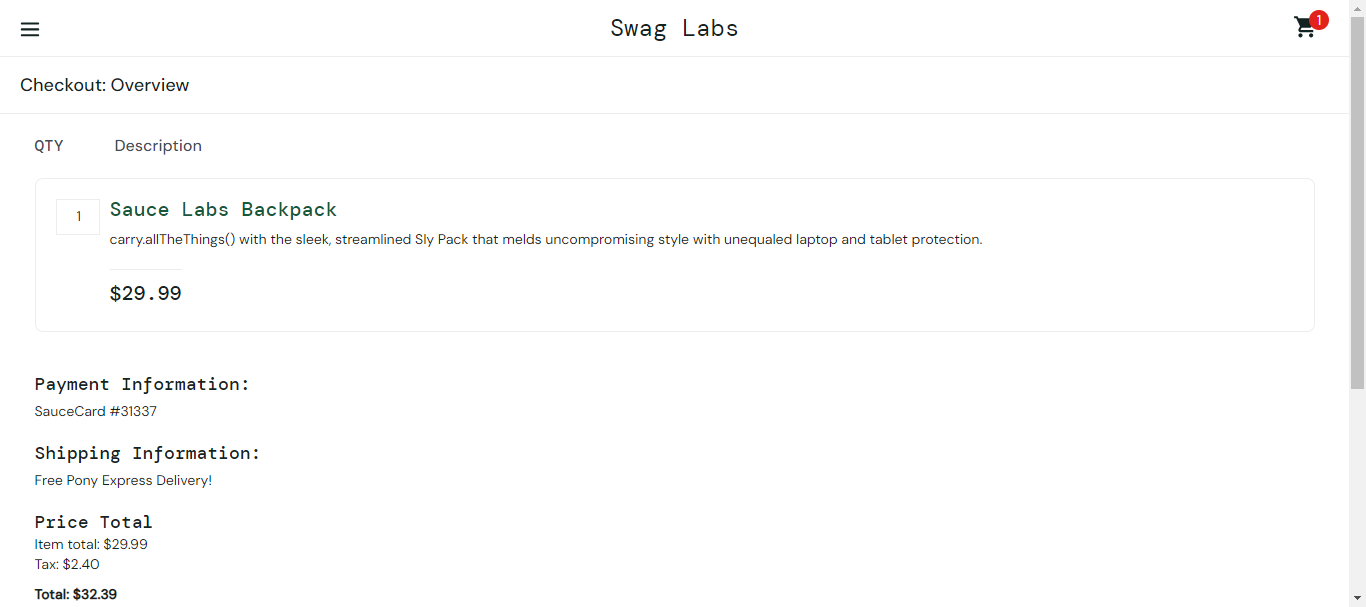 Swag Labs
1
Checkout: Overview
QTY Description
1
Sauce Labs Backpack
carry.allTheThings() with the sleek, streamlined Sly Pack that melds uncompromising style with unequaled laptop and tablet protection.
$29.99
Payment Information:
SauceCard #31337
Shipping Information:
Free Pony Express Delivery!
Price Total
Item total: $29.99
Tax: $2.40
Total: $32.39